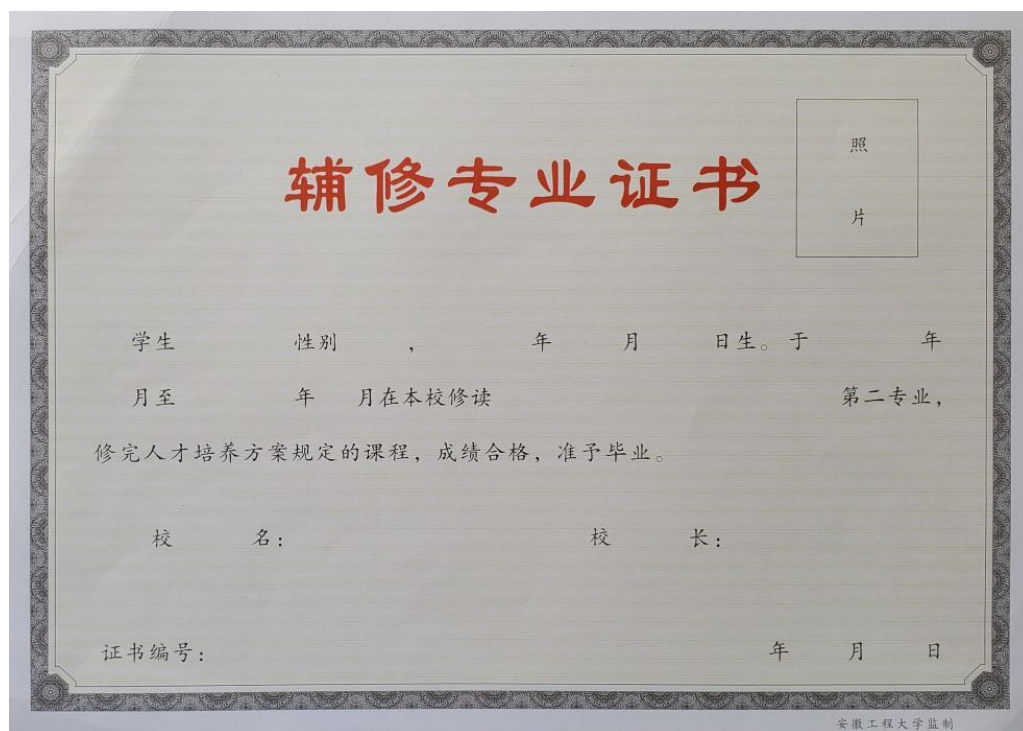 辅修专业证书
照
片
学生 性别 , 年 月 日生。于 年
月至 年 月在本校修读 第二专业,
修完人才培养方案规定的课程,成绩合格,准予毕业。
校 名: 校 长:
证书编号: 年 月 日
安徽工程大学监制